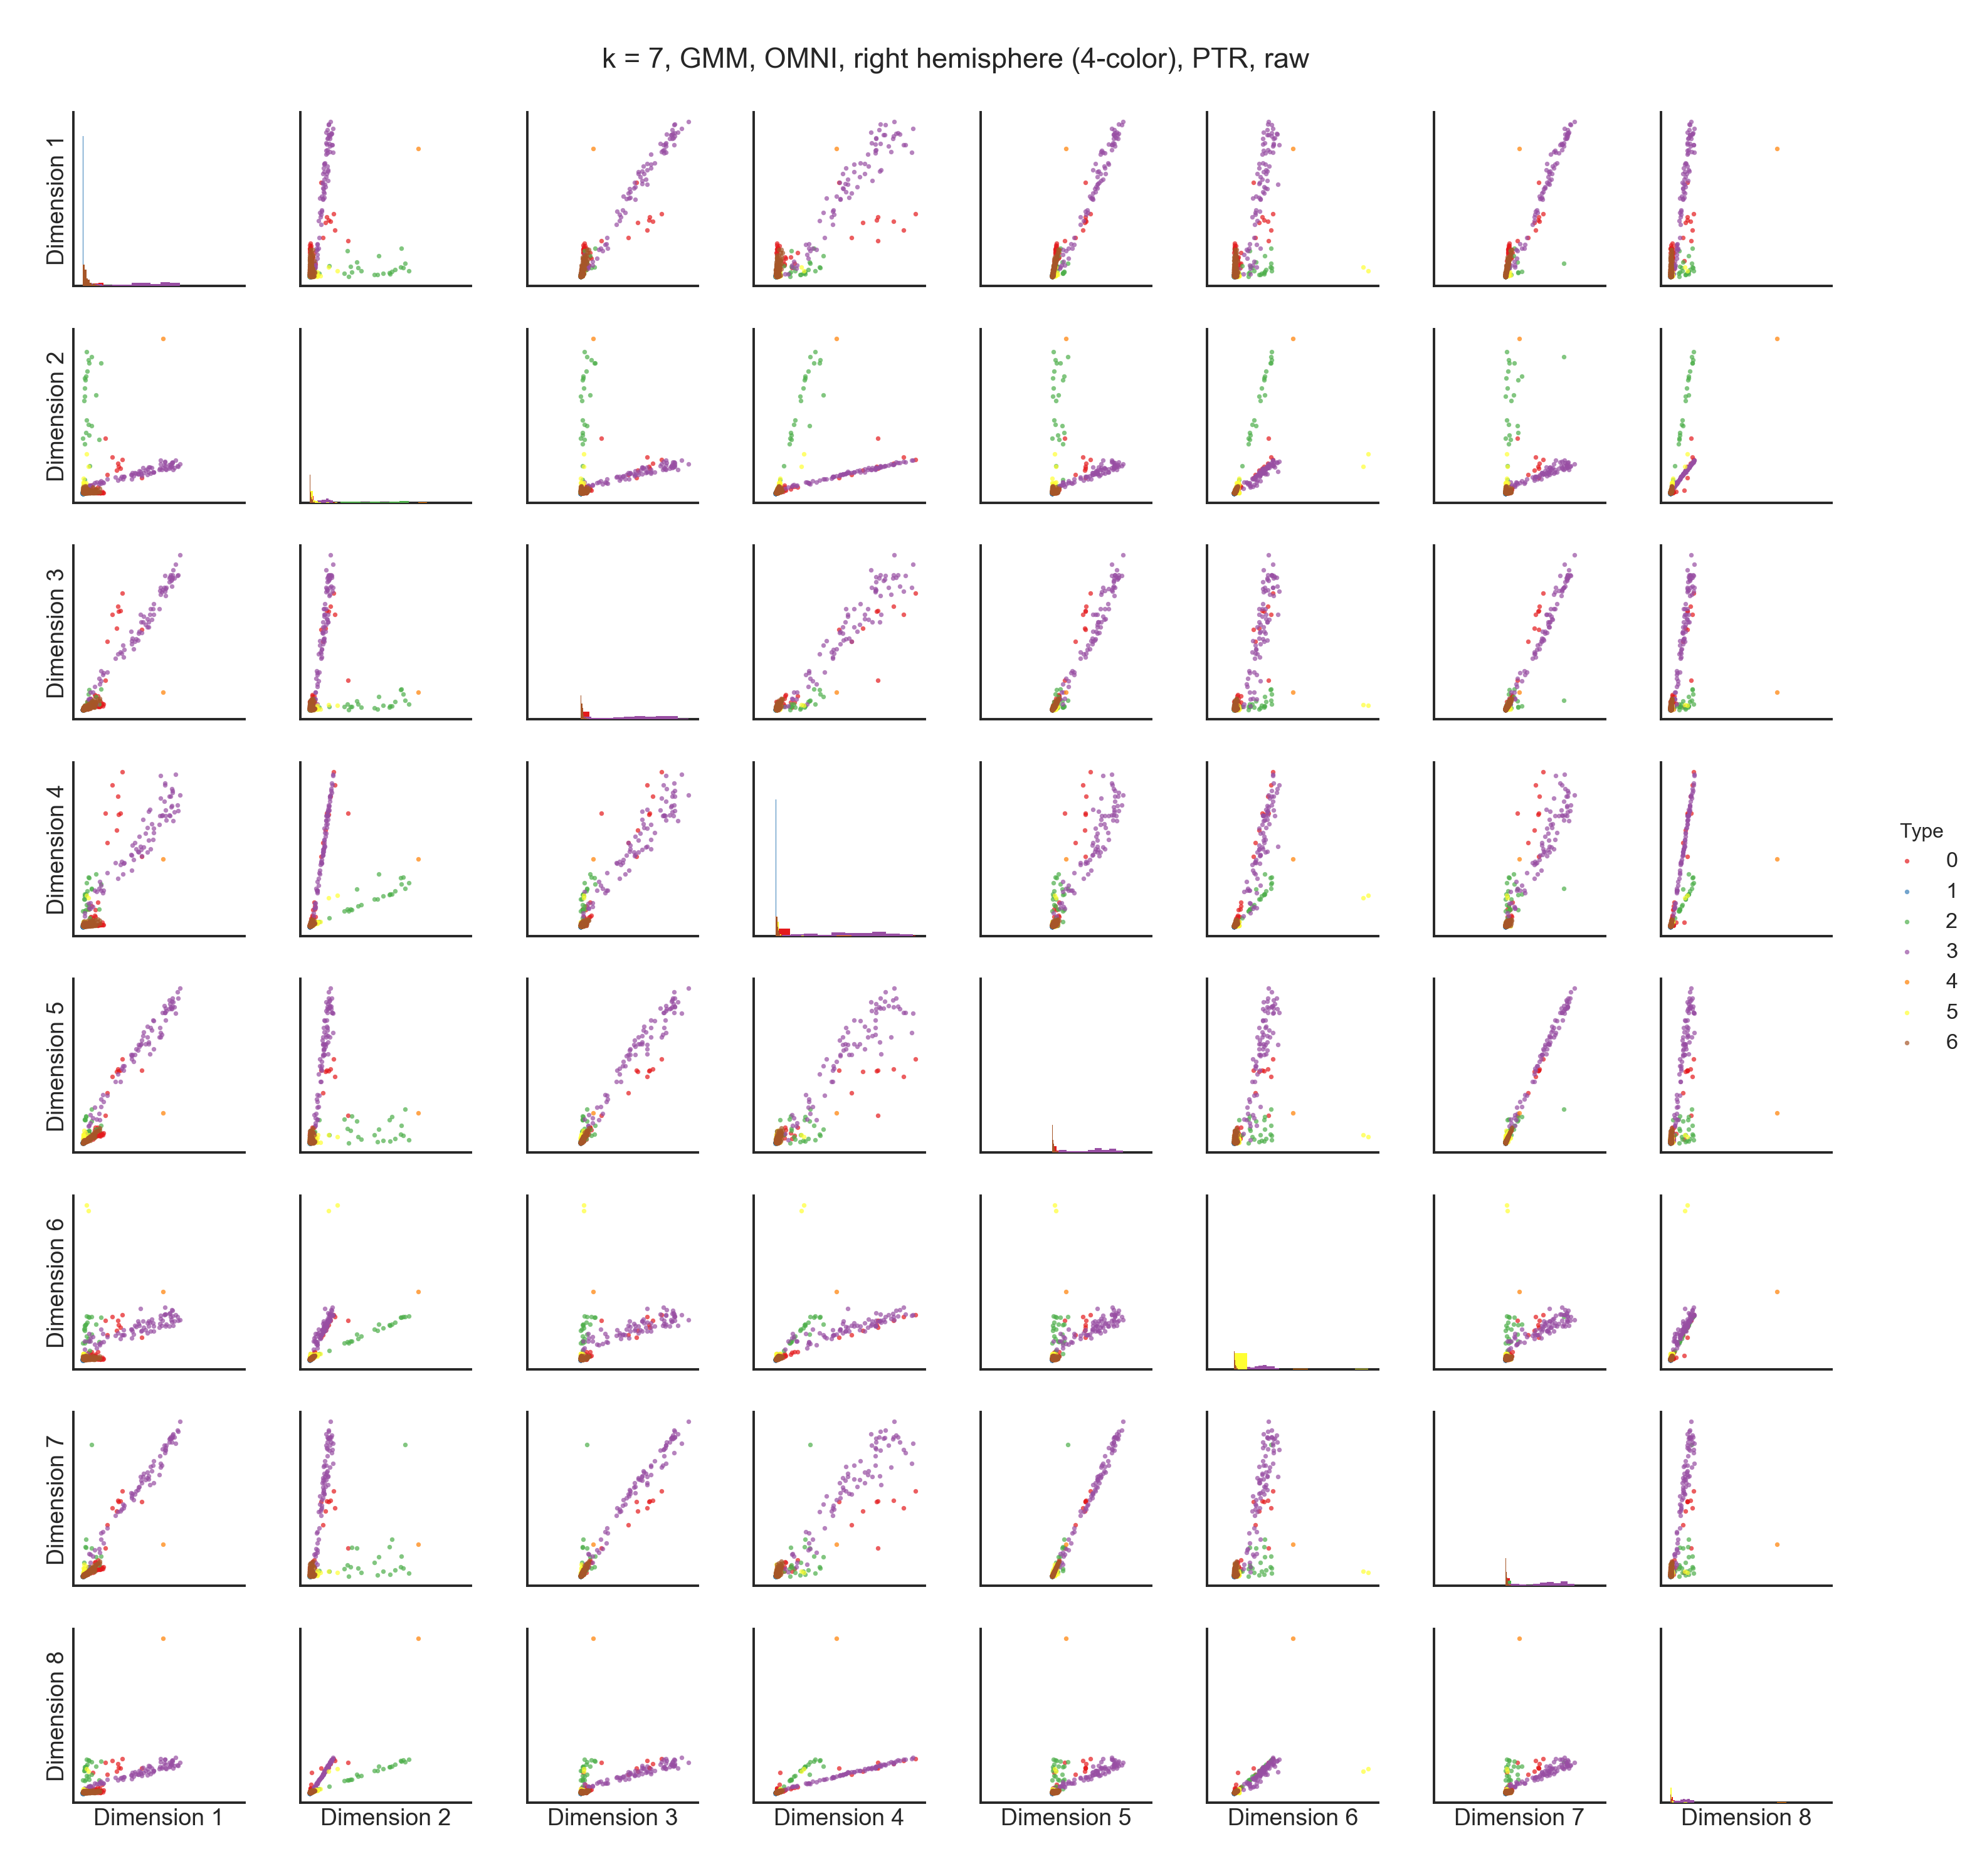 k = 7, GMM, OMNI, right hemisphere (4-color), PTR, raw
Dimension 1
Dimension 2
Dimension 3
Dimension 4
Dimension 5
Dimension 6
Dimension 7
Dimension 8
Dimension 1
Dimension 2
Dimension 3
Dimension 4
Dimension 5
Dimension 6
Dimension 7
Dimension 8
Type
0
1
2
3
4
5
6